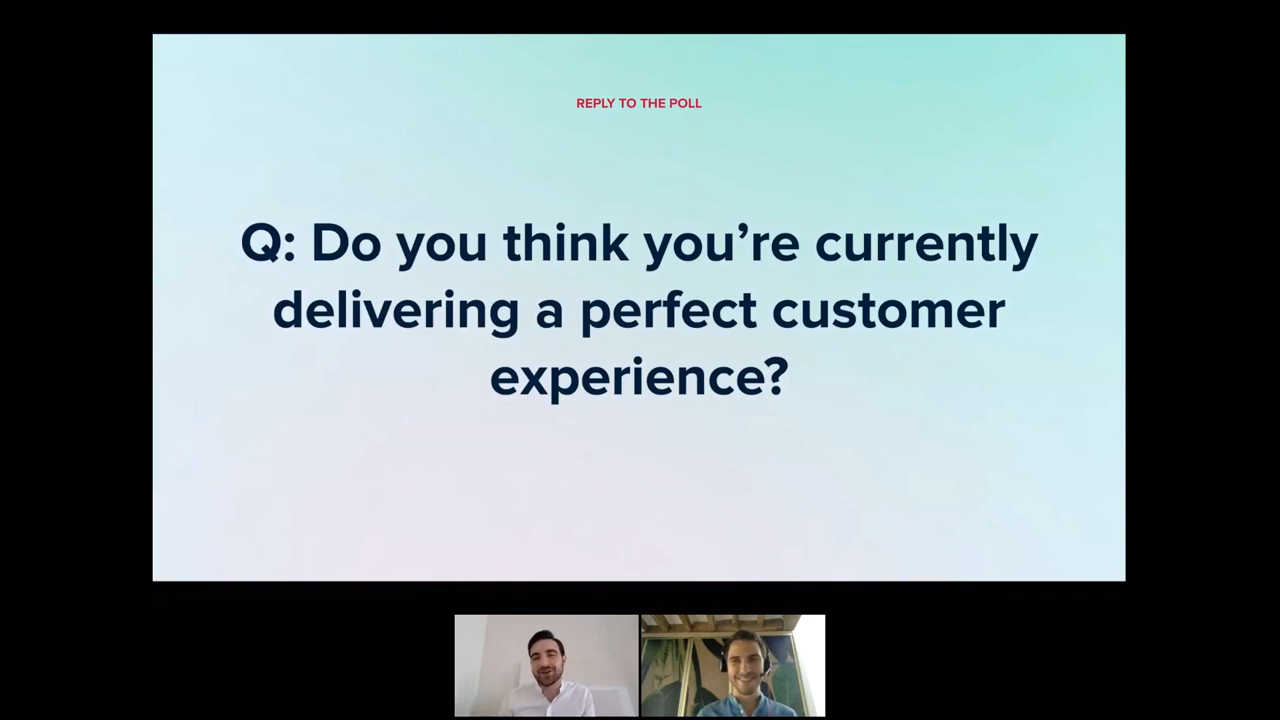 REPLY TO THE POLL
Q: Do you think you’re currently
delivering a perfect customer
experience?